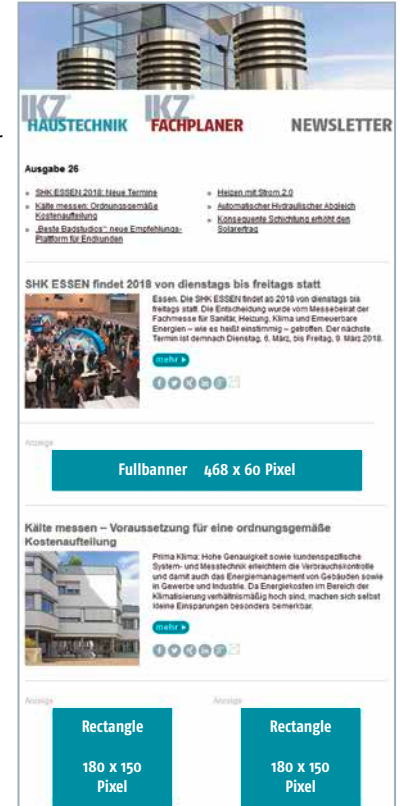 IKZ IKZ
HAUSTECHNIK FACHPLANER NEWSLETTER
Ausgabe 26
» SHK ESSEN 2018: Neue Termine
» Kälte messen: Ordnungsgemäße
Kostenaufteilung
» „Beste Badstudios“: neue Empfehlungs-
Plattform für Endkunden
» Heizen mit Strom 2.0
» Automatischer Hydraulischer Abgleich
» Konsequente Schichtung erhöht den
Solarertrag
SHK ESSEN findet 2018 von dienstags bis freitags statt
Essen. Die SHK ESSEN findet ab 2018 von dienstags bis
freitags statt. Die Entscheidung wurde vom Messebeirat der
Fachmesse für Sanitär, Heizung, Klima und Erneuerbare
Energien – wie es heißt einstimmig – getroffen. Der nächste
Termin ist demnach Dienstag, 6. März, bis Freitag, 9. März 2018.
mehr
Anzeige
Fullbanner 468 x 60 Pixel
Kälte messen – Voraussetzung für eine ordnungsgemäße
Kostenaufteilung
Prima Klima: Hohe Genauigkeit sowie kundenspezifische
System- und Messtechnik erleichtern die Verbrauchskontrolle
und damit auch das Energiemanagement von Gebäuden sowie
in Gewerbe und Industrie. Da Energiekosten im Bereich der
Klimatisierung verhältnismäßig hoch sind, machen sich selbst
kleine Einsparungen besonders bemerkbar.
mehr
Anzeige Anzeige
Rectangle
180 x 150
Pixel
Rectangle
180 x 150
Pixel